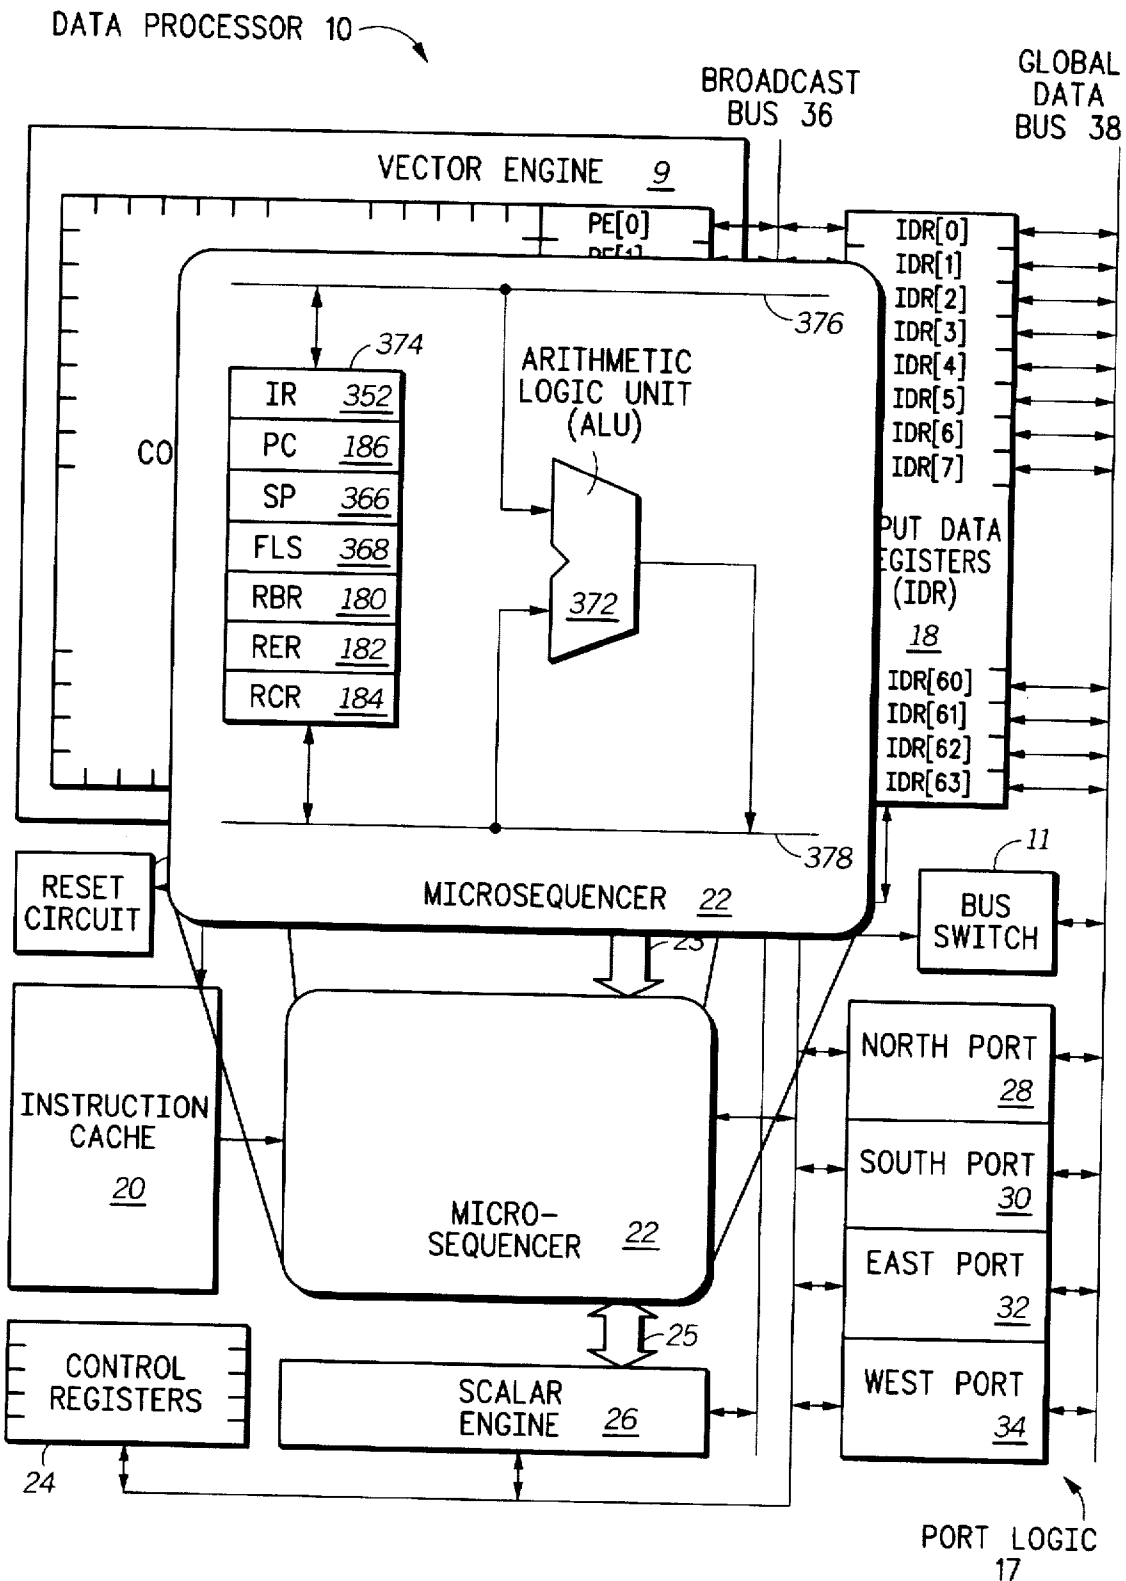 DATA PROCESSOR 10
BROADCAST
BUS 36
GLOBAL
DATA
BUS 38
VECTOR ENGINE 9
PE[0]
PE[1]
IDR[0]
IDR[1]
IDR[2]
IDR[3]
IDR[4]
IDR[5]
IDR[6]
IDR[7]
PUT DATA
EGISTERS
(IDR)
18
IDR[60]
IDR[61]
IDR[62]
IDR[63]
CO
376
374
IR 352
PC 186
SP 366
FLS 368
RBR 180
RER 182
RCR 184
ARITHMETIC
LOGIC UNIT
(ALU)
372
378
MICROSEQUENCER 22
RESET
CIRCUIT
11
BUS
SWITCH
INSTRUCTION
CACHE
20
MICRO-
SEQUENCER 22
25
CONTROL
REGISTERS
24
SCALAR
ENGINE 26
NORTH PORT
28
SOUTH PORT
30
EAST PORT
32
WEST PORT
34
PORT LOGIC
17